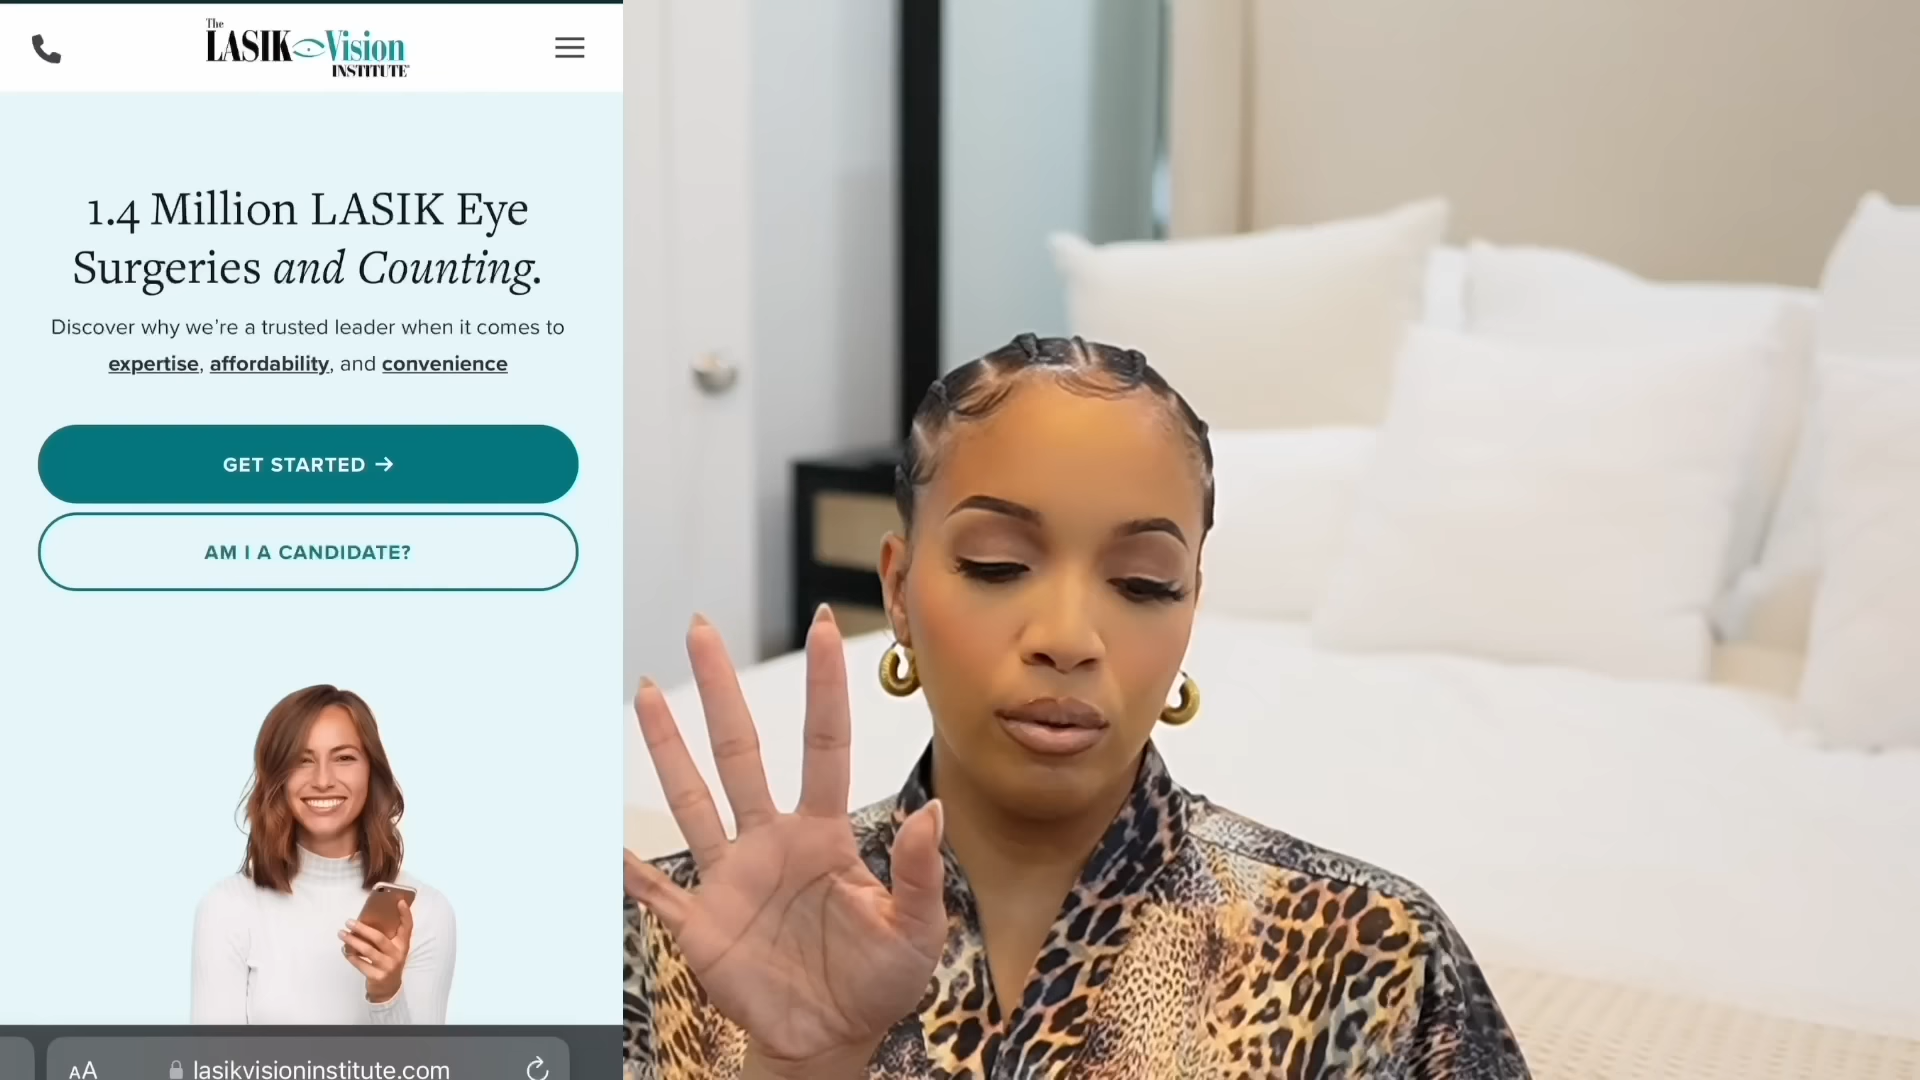 The
LASIK Vision
INSTITUTE
1.4 Million LASIK Eye
Surgeries and Counting.
Discover why we're a trusted leader when it comes to
expertise, affordability, and convenience
GET STARTED →
AM I A CANDIDATE?
AA lasikvisioninstitute.com